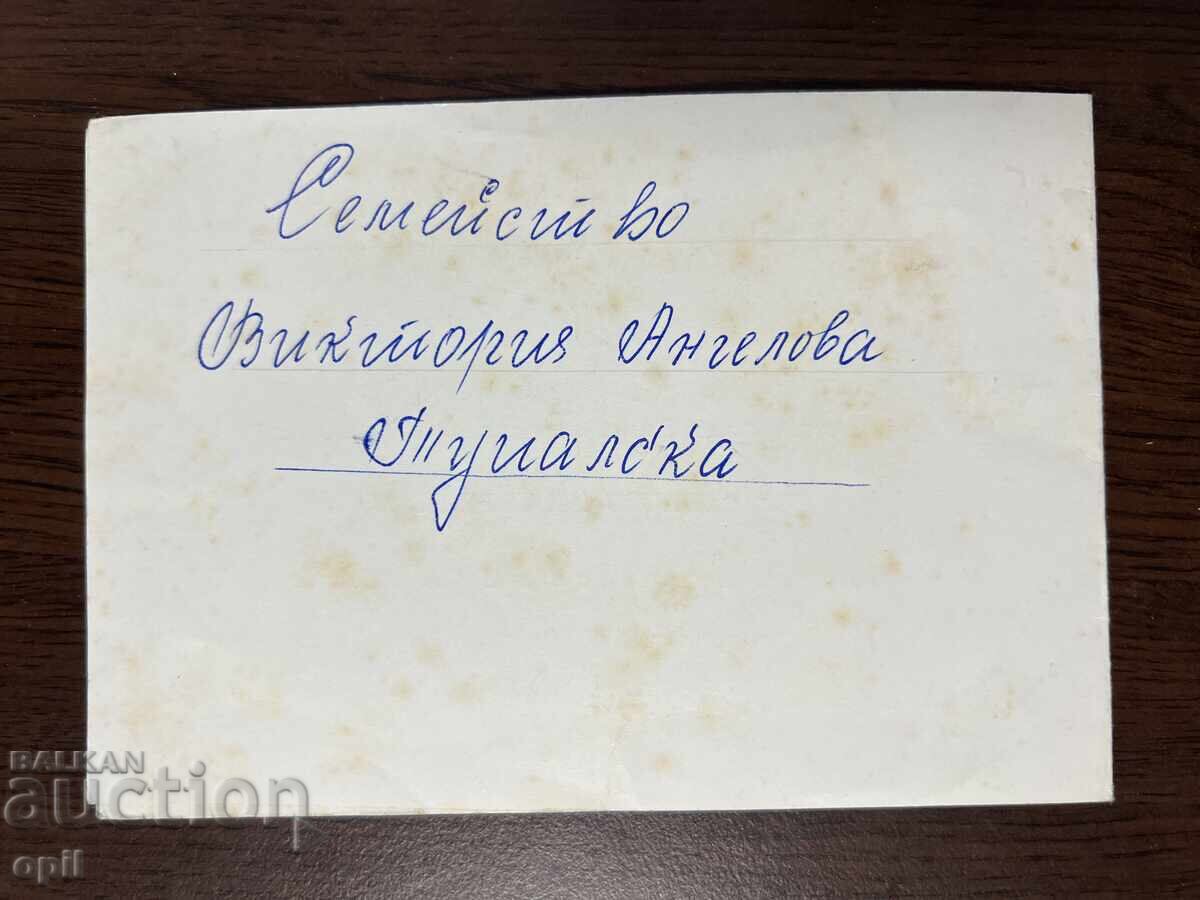 Семейство
Виктория Ангелова
BALKAN
auction
opil